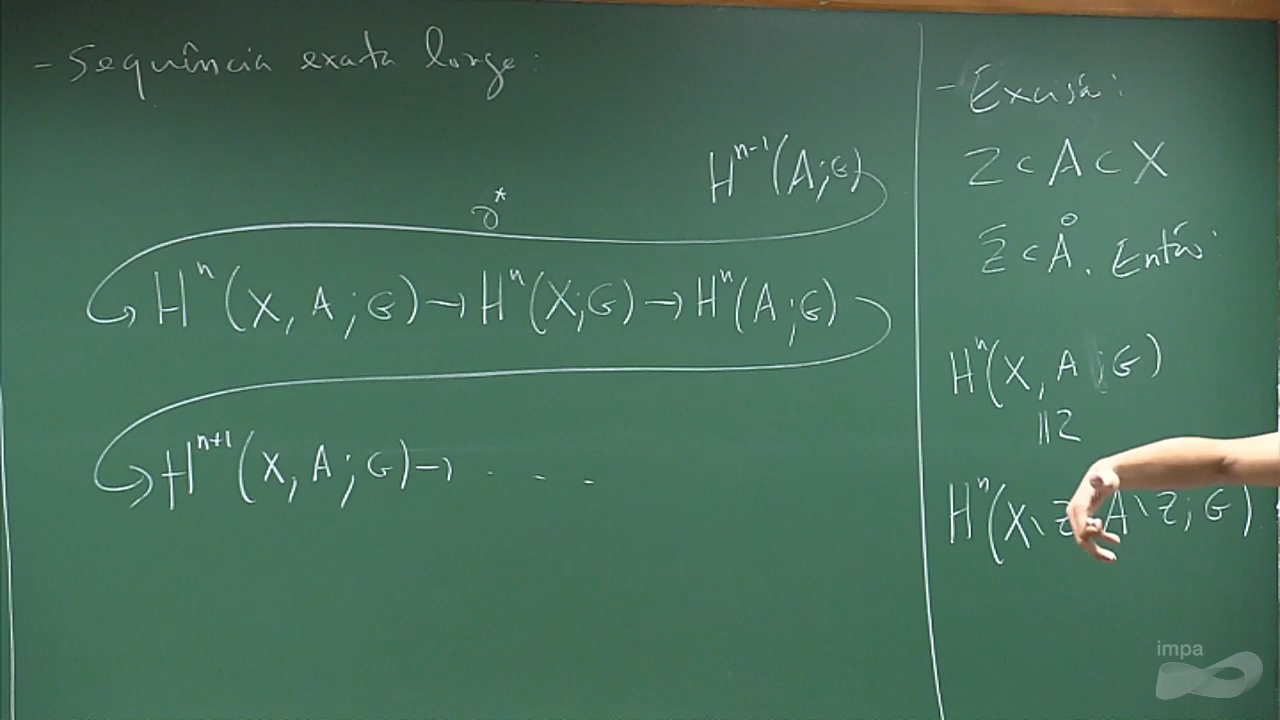 - Sequência exata longa:
H^{n-1}(A;G)
∂^*
H^n(X, A; G) → H^n(X;G) → H^n(A;G)
H^{n+1}(X, A; G) → . . .
- Excisão:
Z ⊂ A ⊂ X
Z̄ ⊂ Å. Então:
H^n(X, A; G)
≅
H^n(X \ Z, A \ Z; G).
impa